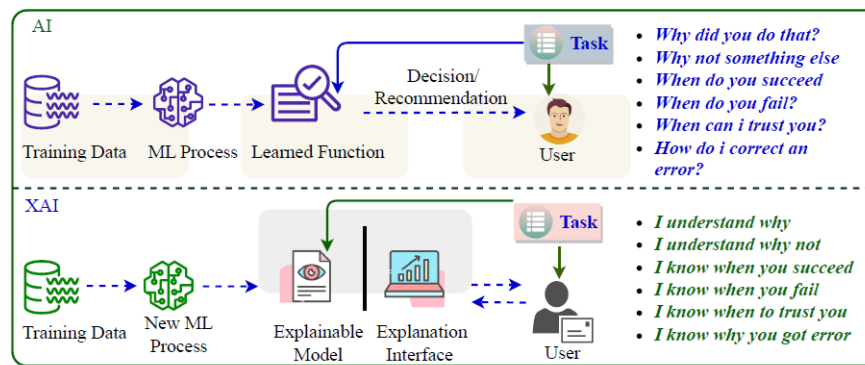 AI
Task
Why did you do that?
Why not something else
When do you succeed
When do you fail?
When can i trust you?
How do i correct an
error?
Decision/
Recommendation
Training Data
ML Process
Learned Function
User
XAI
Task
I understand why
I understand why not
I know when you succeed
I know when you fail
I know when to trust you
I know why you got error
Training Data
New ML
Process
Explainable
Model
Explanation
Interface
User